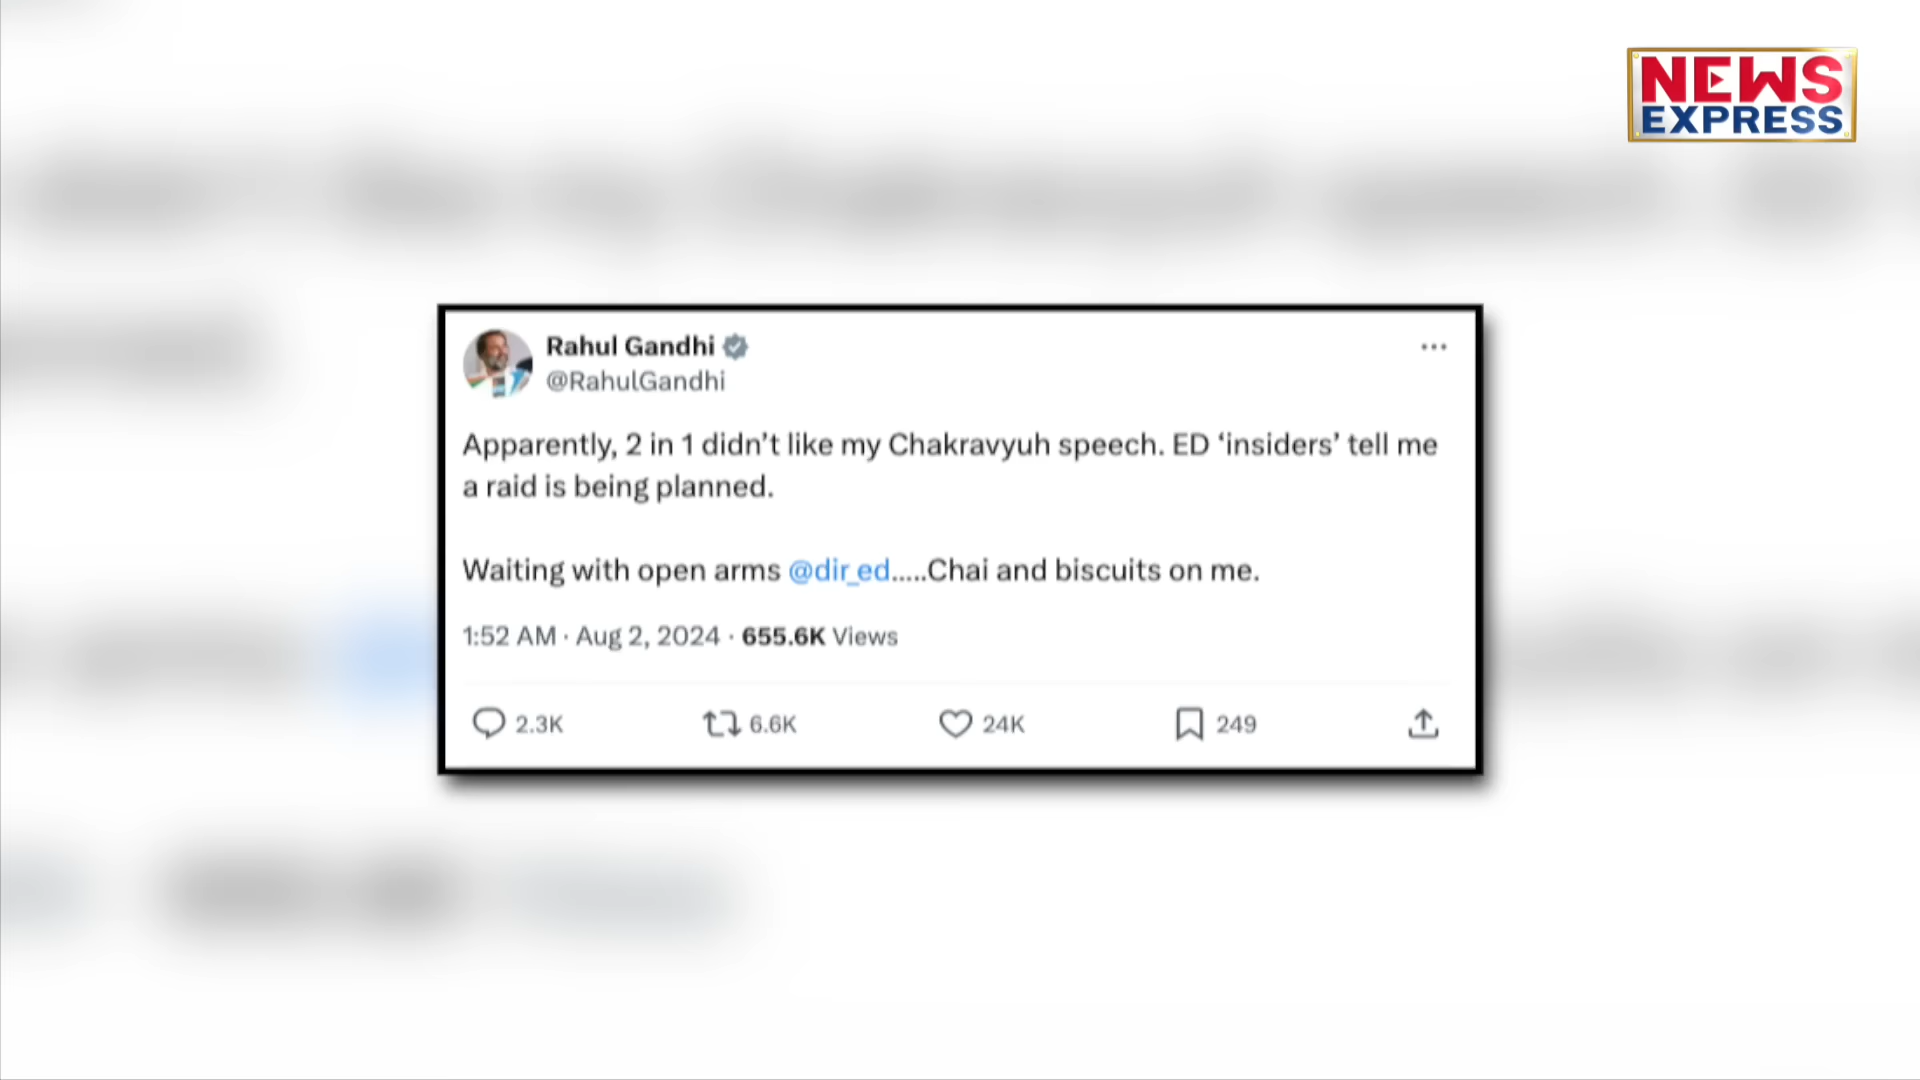 NEWS
EXPRESS
Rahul Gandhi
@RahulGandhi
Apparently, 2 in 1 didn’t like my Chakravyuh speech. ED ‘insiders’ tell me
a raid is being planned.
Waiting with open arms @dir_ed.....Chai and biscuits on me.
1:52 AM · Aug 2, 2024 · 655.6K Views
2.3K 6.6K 24K 249